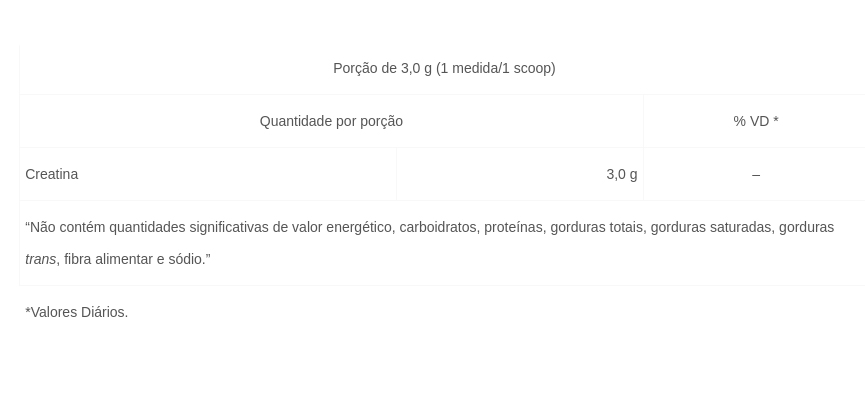 Porção de 3,0 g (1 medida/1 scoop)
Quantidade por porção % VD *
Creatina 3,0 g –
“Não contém quantidades significativas de valor energético, carboidratos, proteínas, gorduras totais, gorduras saturadas, gorduras
trans, fibra alimentar e sódio.”
*Valores Diários.